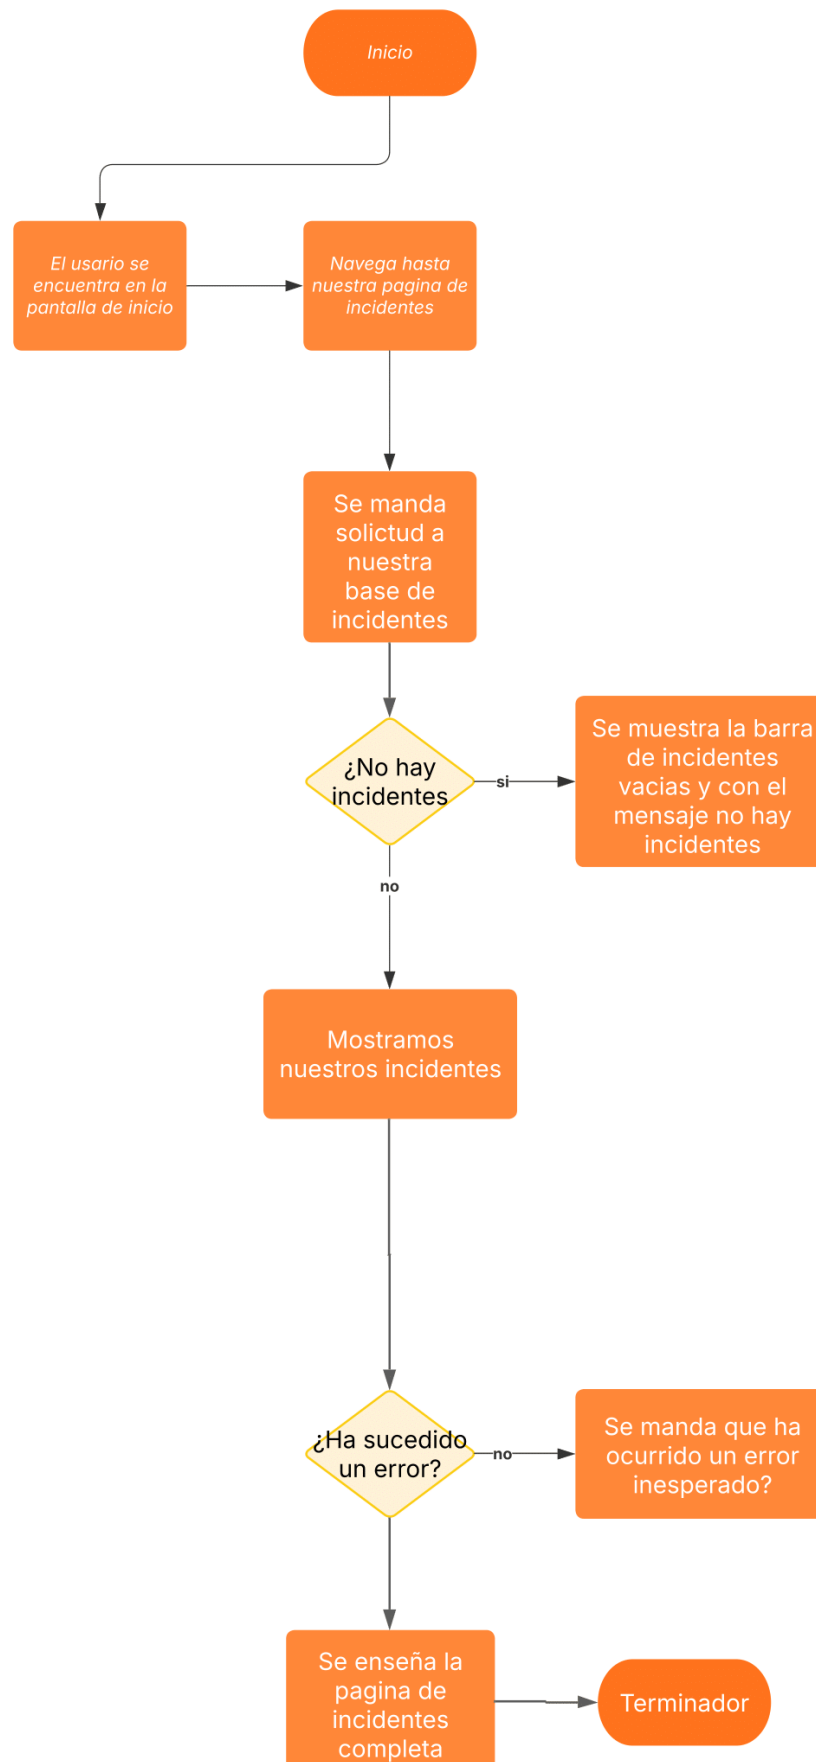 Inicio
El usario se
encuentra en la
pantalla de inicio
Navega hasta
nuestra pagina de
incidentes
Se manda
solictud a
nuestra
base de
incidentes
¿No hay
incidentes
si
Se muestra la barra
de incidentes
vacias y con el
mensaje no hay
incidentes
no
Mostramos
nuestros incidentes
¿Ha sucedido
un error?
no
Se manda que ha
ocurrido un error
inesperado?
Se enseña la
pagina de
incidentes
completa
Terminador